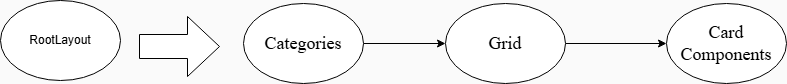 RootLayout
Categories
Grid
Card
Components